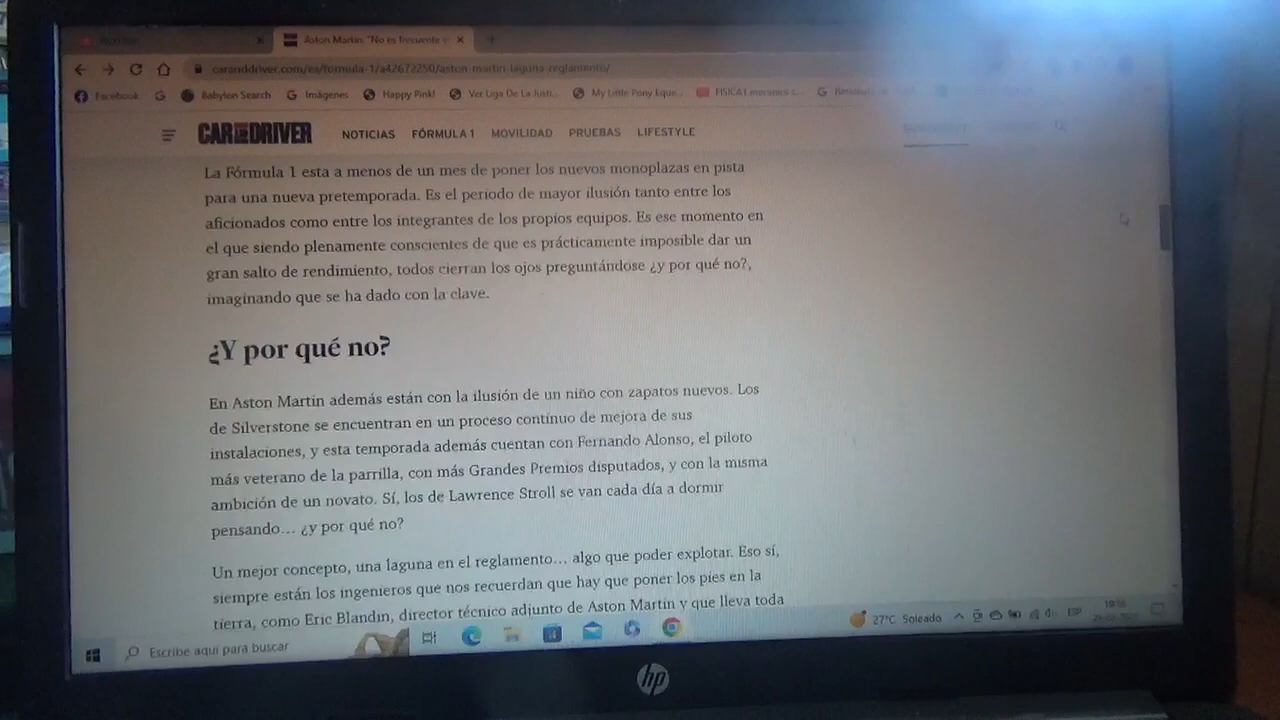 Aston Martin: "No es frecuente
caranddriver.com/es/formula-1/a42672250/aston-martin-laguna-reglamento/
Facebook Babylon Search Imágenes Happy Pink! Ver Liga De La Justi... My Little Pony Eque... FISICA1 mecanica c...
CAR AND DRIVER NOTICIAS FÓRMULA 1 MOVILIDAD PRUEBAS LIFESTYLE
La Fórmula 1 esta a menos de un mes de poner los nuevos monoplazas en pista
para una nueva pretemporada. Es el periodo de mayor ilusión tanto entre los
aficionados como entre los integrantes de los propios equipos. Es ese momento en
el que siendo plenamente conscientes de que es prácticamente imposible dar un
gran salto de rendimiento, todos cierran los ojos preguntándose ¿y por qué no?,
imaginando que se ha dado con la clave.
¿Y por qué no?
En Aston Martin además están con la ilusión de un niño con zapatos nuevos. Los
de Silverstone se encuentran en un proceso continuo de mejora de sus
instalaciones, y esta temporada además cuentan con Fernando Alonso, el piloto
más veterano de la parrilla, con más Grandes Premios disputados, y con la misma
ambición de un novato. Sí, los de Lawrence Stroll se van cada día a dormir
pensando... ¿y por qué no?
Un mejor concepto, una laguna en el reglamento... algo que poder explotar. Eso sí,
siempre están los ingenieros que nos recuerdan que hay que poner los pies en la
tierra, como Eric Blandin, director técnico adjunto de Aston Martin y que lleva toda
Escribe aquí para buscar 27°C Soleado ESP
hp